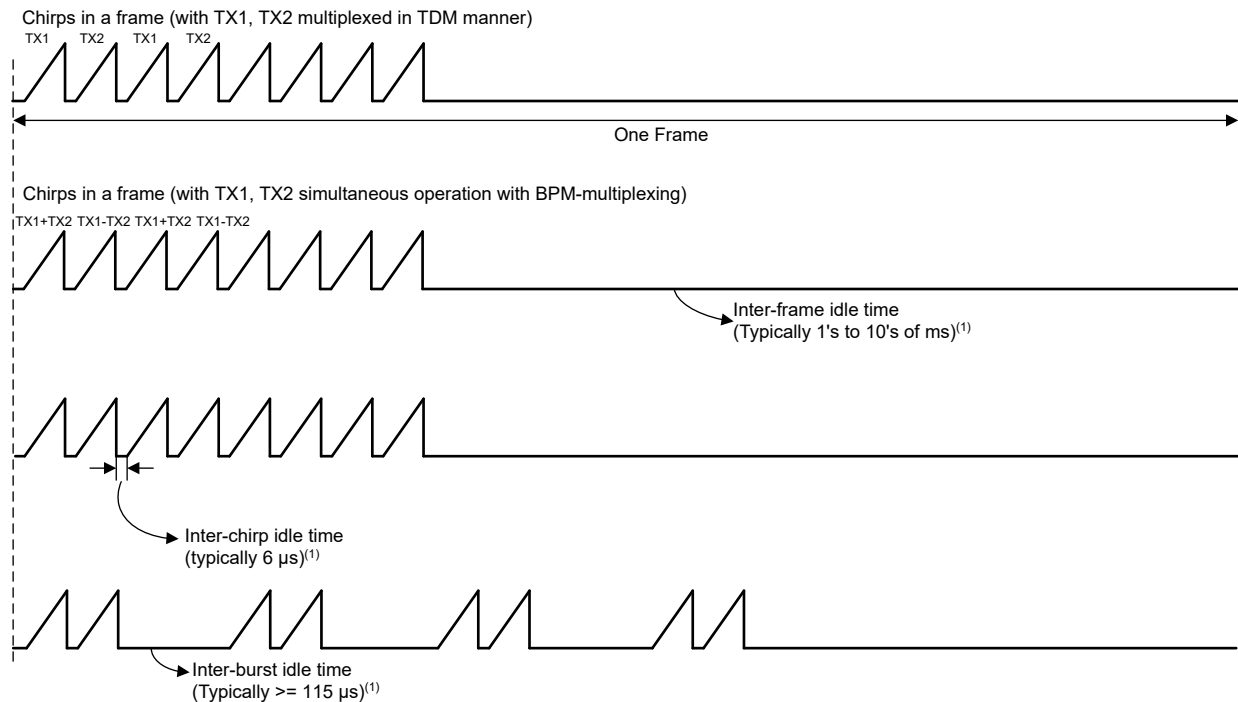 Chirps in a frame (with TX1, TX2 multiplexed in TDM manner)
TX1 TX2 TX1 TX2
One Frame
Chirps in a frame (with TX1, TX2 simultaneous operation with BPM-multiplexing)
TX1+TX2 TX1-TX2 TX1+TX2 TX1-TX2
Inter-frame idle time
(Typically 1's to 10's of ms)(1)
Inter-chirp idle time
(typically 6 µs)(1)
Inter-burst idle time
(Typically >= 115 µs)(1)